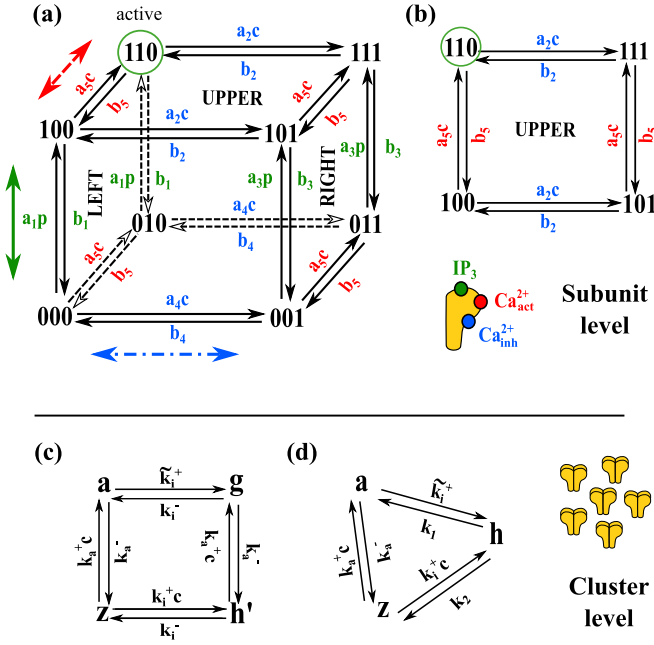 (a)
active
110
a₂c
b₂
111
a₅c
b₅
UPPER
a₅c
b₅
100
a₂c
b₂
101
a₃p
b₃
a₁p
b₁
LEFT
a₁p
b₁
a₃p
b₃
RIGHT
010
a₄c
b₄
011
a₅c
b₅
a₅c
b₅
000
a₄c
b₄
001
(b)
110
a₂c
b₂
111
a₅c
b₅
UPPER
a₅c
b₅
100
a₂c
b₂
101
IP₃
Ca²⁺act
Ca²⁺inh
Subunit
level
(c)
a
k̃ᵢ⁺
kᵢ⁻
g
kₐ⁺c
kₐ⁻
kₐ⁺c
kₐ⁻
z
kᵢ⁺c
kᵢ⁻
h'
(d)
a
k̃ᵢ⁺
k₁
h
kₐ⁺c
kₐ⁻
kᵢ⁺c
k₂
z
Cluster
level